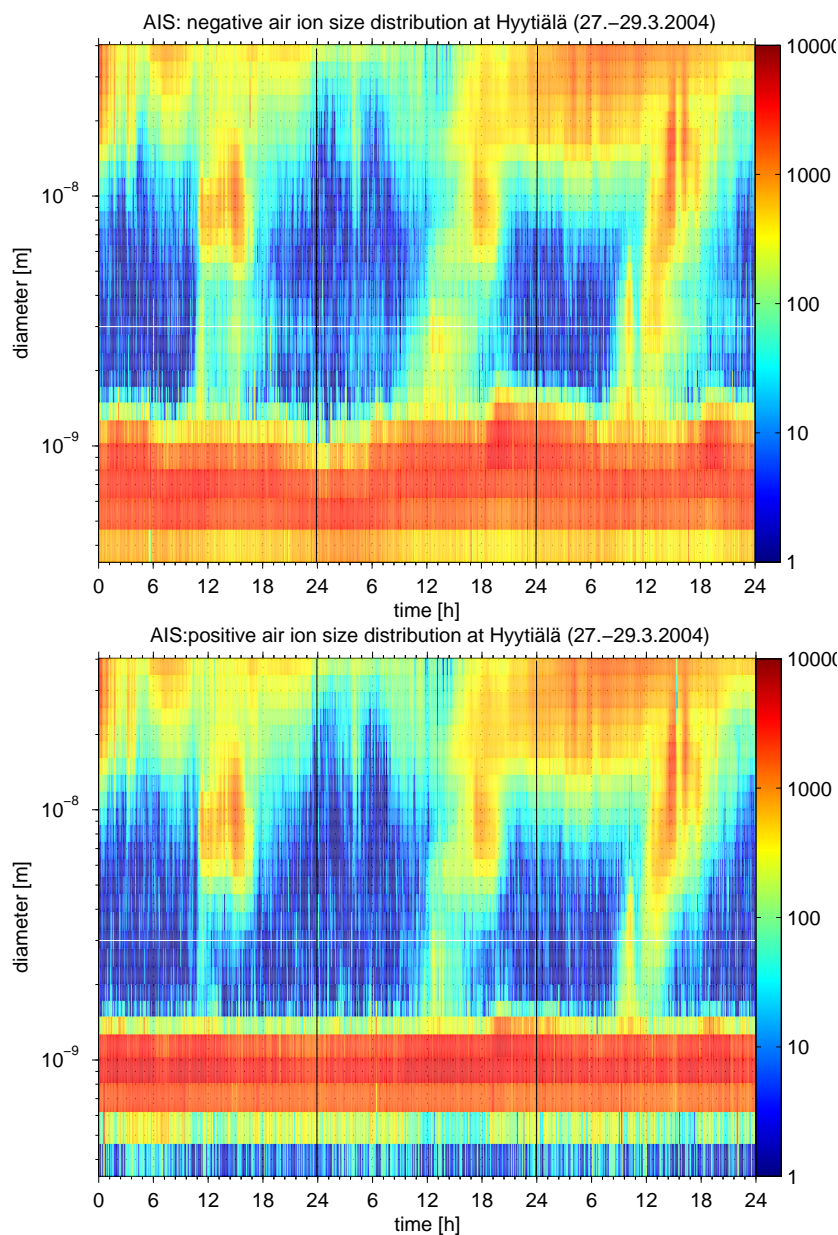 AIS: negative air ion size distribution at Hyytiälä (27.−29.3.2004)
10000
1000
100
10
1
10−8
10−9
diameter [m]
0 6 12 18 24 6 12 18 24 6 12 18 24
time [h]
AIS:positive air ion size distribution at Hyytiälä (27.−29.3.2004)
10000
1000
100
10
1
10−8
10−9
diameter [m]
0 6 12 18 24 6 12 18 24 6 12 18 24
time [h]